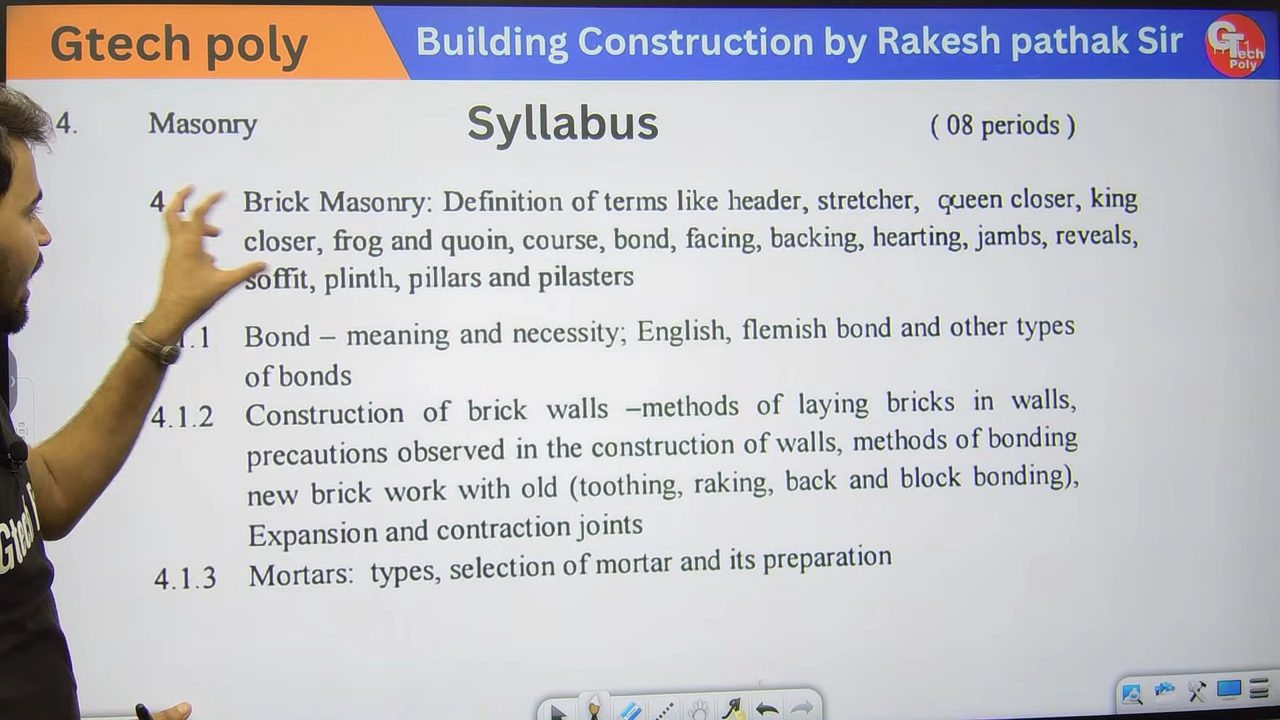 Gtech poly
Building Construction by Rakesh pathak Sir
GTech Poly
4. Masonry Syllabus ( 08 periods )
Brick Masonry: Definition of terms like header, stretcher, queen closer, king
closer, frog and quoin, course, bond, facing, backing, hearting, jambs, reveals,
soffit, plinth, pillars and pilasters
.1 Bond – meaning and necessity; English, flemish bond and other types
of bonds
4.1.2 Construction of brick walls –methods of laying bricks in walls,
precautions observed in the construction of walls, methods of bonding
new brick work with old (toothing, raking, back and block bonding),
Expansion and contraction joints
4.1.3 Mortars: types, selection of mortar and its preparation
Gtech